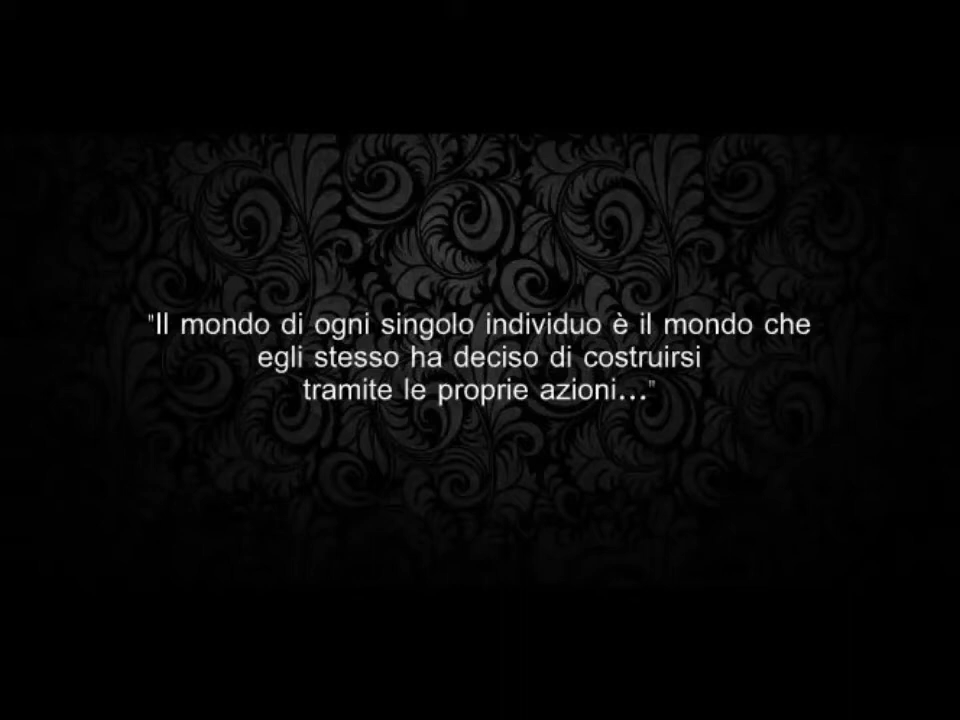 "Il mondo di ogni singolo individuo è il mondo che
egli stesso ha deciso di costruirsi
tramite le proprie azioni..."